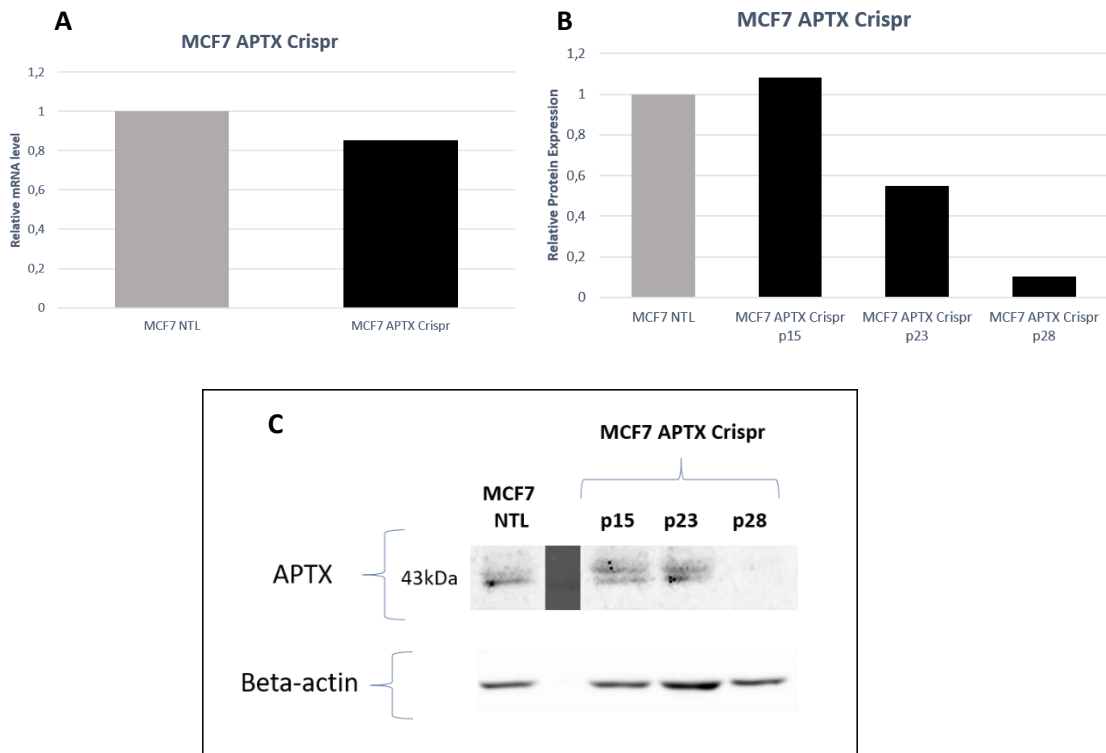 A
MCF7 APTX Crispr
Relative mRNA level
1,2
1
0,8
0,6
0,4
0,2
0
MCF7 NTL
MCF7 APTX Crispr
B
MCF7 APTX Crispr
Relative Protein Expression
1,2
1
0,8
0,6
0,4
0,2
0
MCF7 NTL
MCF7 APTX Crispr
p15
MCF7 APTX Crispr
p23
MCF7 APTX Crispr
p28
C
MCF7 APTX Crispr
MCF7
NTL
p15
p23
p28
APTX
43kDa
Beta-actin